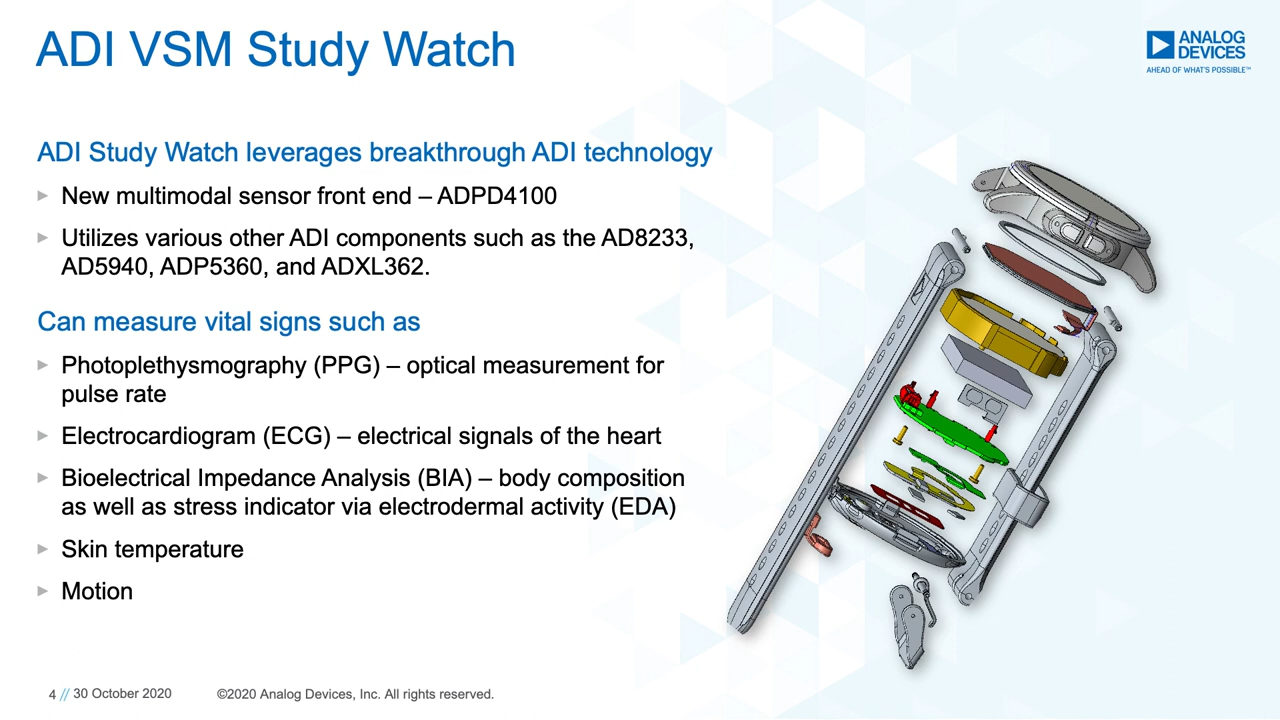 ADI VSM Study Watch
ANALOG
DEVICES
AHEAD OF WHAT'S POSSIBLE™
ADI Study Watch leverages breakthrough ADI technology
New multimodal sensor front end – ADPD4100
Utilizes various other ADI components such as the AD8233,
AD5940, ADP5360, and ADXL362.
Can measure vital signs such as
Photoplethysmography (PPG) – optical measurement for
pulse rate
Electrocardiogram (ECG) – electrical signals of the heart
Bioelectrical Impedance Analysis (BIA) – body composition
as well as stress indicator via electrodermal activity (EDA)
Skin temperature
Motion
4 // 30 October 2020 ©2020 Analog Devices, Inc. All rights reserved.